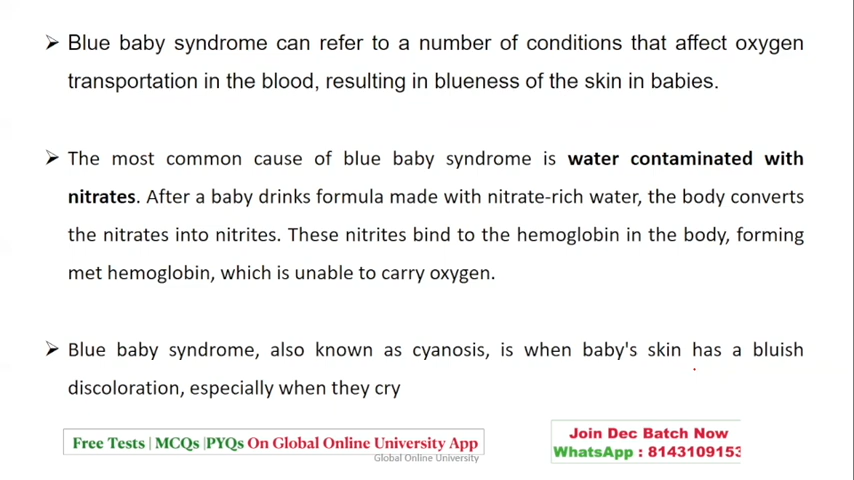 ➢ Blue baby syndrome can refer to a number of conditions that affect oxygen
transportation in the blood, resulting in blueness of the skin in babies.
➢ The most common cause of blue baby syndrome is water contaminated with
nitrates. After a baby drinks formula made with nitrate-rich water, the body converts
the nitrates into nitrites. These nitrites bind to the hemoglobin in the body, forming
met hemoglobin, which is unable to carry oxygen.
➢ Blue baby syndrome, also known as cyanosis, is when baby's skin has a bluish
discoloration, especially when they cry
Free Tests | MCQs |PYQs On Global Online University App
Global Online University
Join Dec Batch Now
WhatsApp : 8143109153